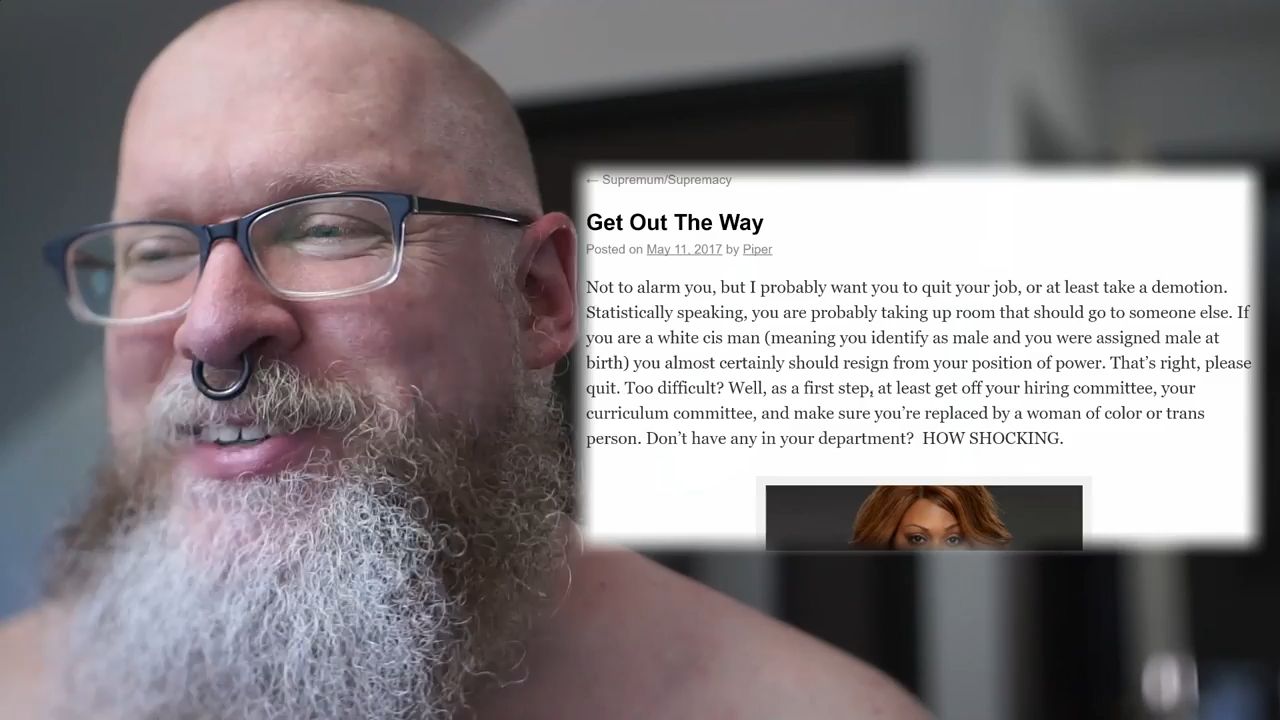 ← Supremum/Supremacy
Get Out The Way
Posted on May 11, 2017 by Piper
Not to alarm you, but I probably want you to quit your job, or at least take a demotion.
Statistically speaking, you are probably taking up room that should go to someone else. If
you are a white cis man (meaning you identify as male and you were assigned male at
birth) you almost certainly should resign from your position of power. That’s right, please
quit. Too difficult? Well, as a first step, at least get off your hiring committee, your
curriculum committee, and make sure you’re replaced by a woman of color or trans
person. Don’t have any in your department?  HOW SHOCKING.